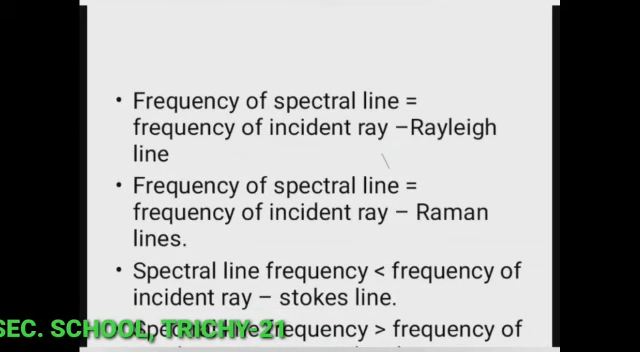 • Frequency of spectral line =
frequency of incident ray –Rayleigh
line
• Frequency of spectral line =
frequency of incident ray – Raman
lines.
• Spectral line frequency < frequency of
incident ray – stokes line.
frequency > frequency of
SEC. SCHOOL, TRICHY-21